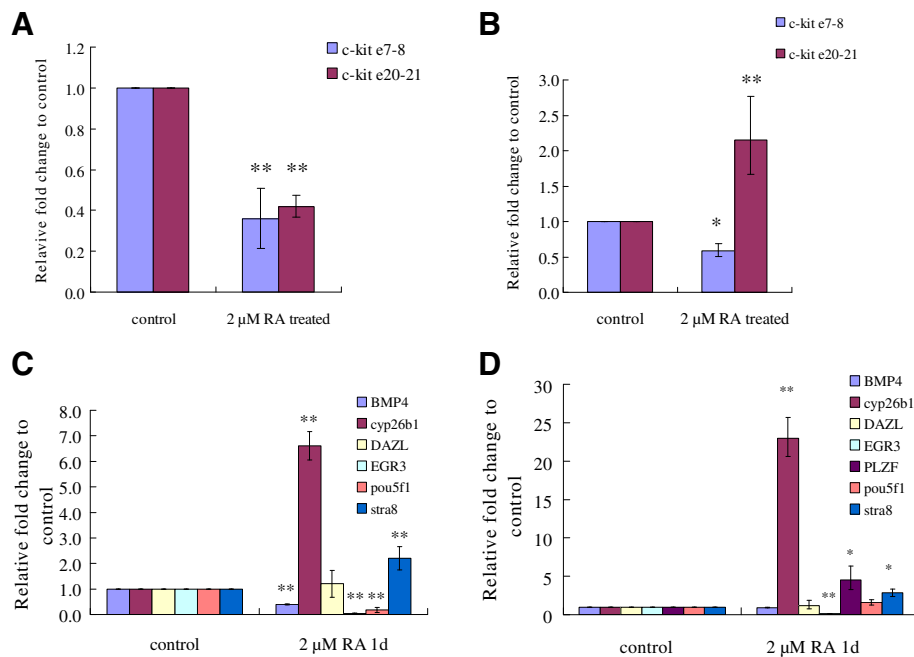 A
Relavive fold change to control
1.2
1.0
0.8
0.6
0.4
0.2
0.0
c-kit e7-8
c-kit e20-21
** **
control
2 µM RA treated
B
Relative fold change to control
3.0
2.5
2.0
1.5
1.0
0.5
0.0
c-kit e7-8
c-kit e20-21
*
**
control
2 µM RA treated
C
Relative fold change to
control
8.0
7.0
6.0
5.0
4.0
3.0
2.0
1.0
0.0
BMP4
cyp26b1
DAZL
EGR3
pou5f1
stra8
**
**
** **
**
control
2 µM RA 1d
D
Relative fold change to
control
30
25
20
15
10
5
0
BMP4
cyp26b1
DAZL
EGR3
PLZF
pou5f1
stra8
**
**
*
*
control
2 µM RA 1d